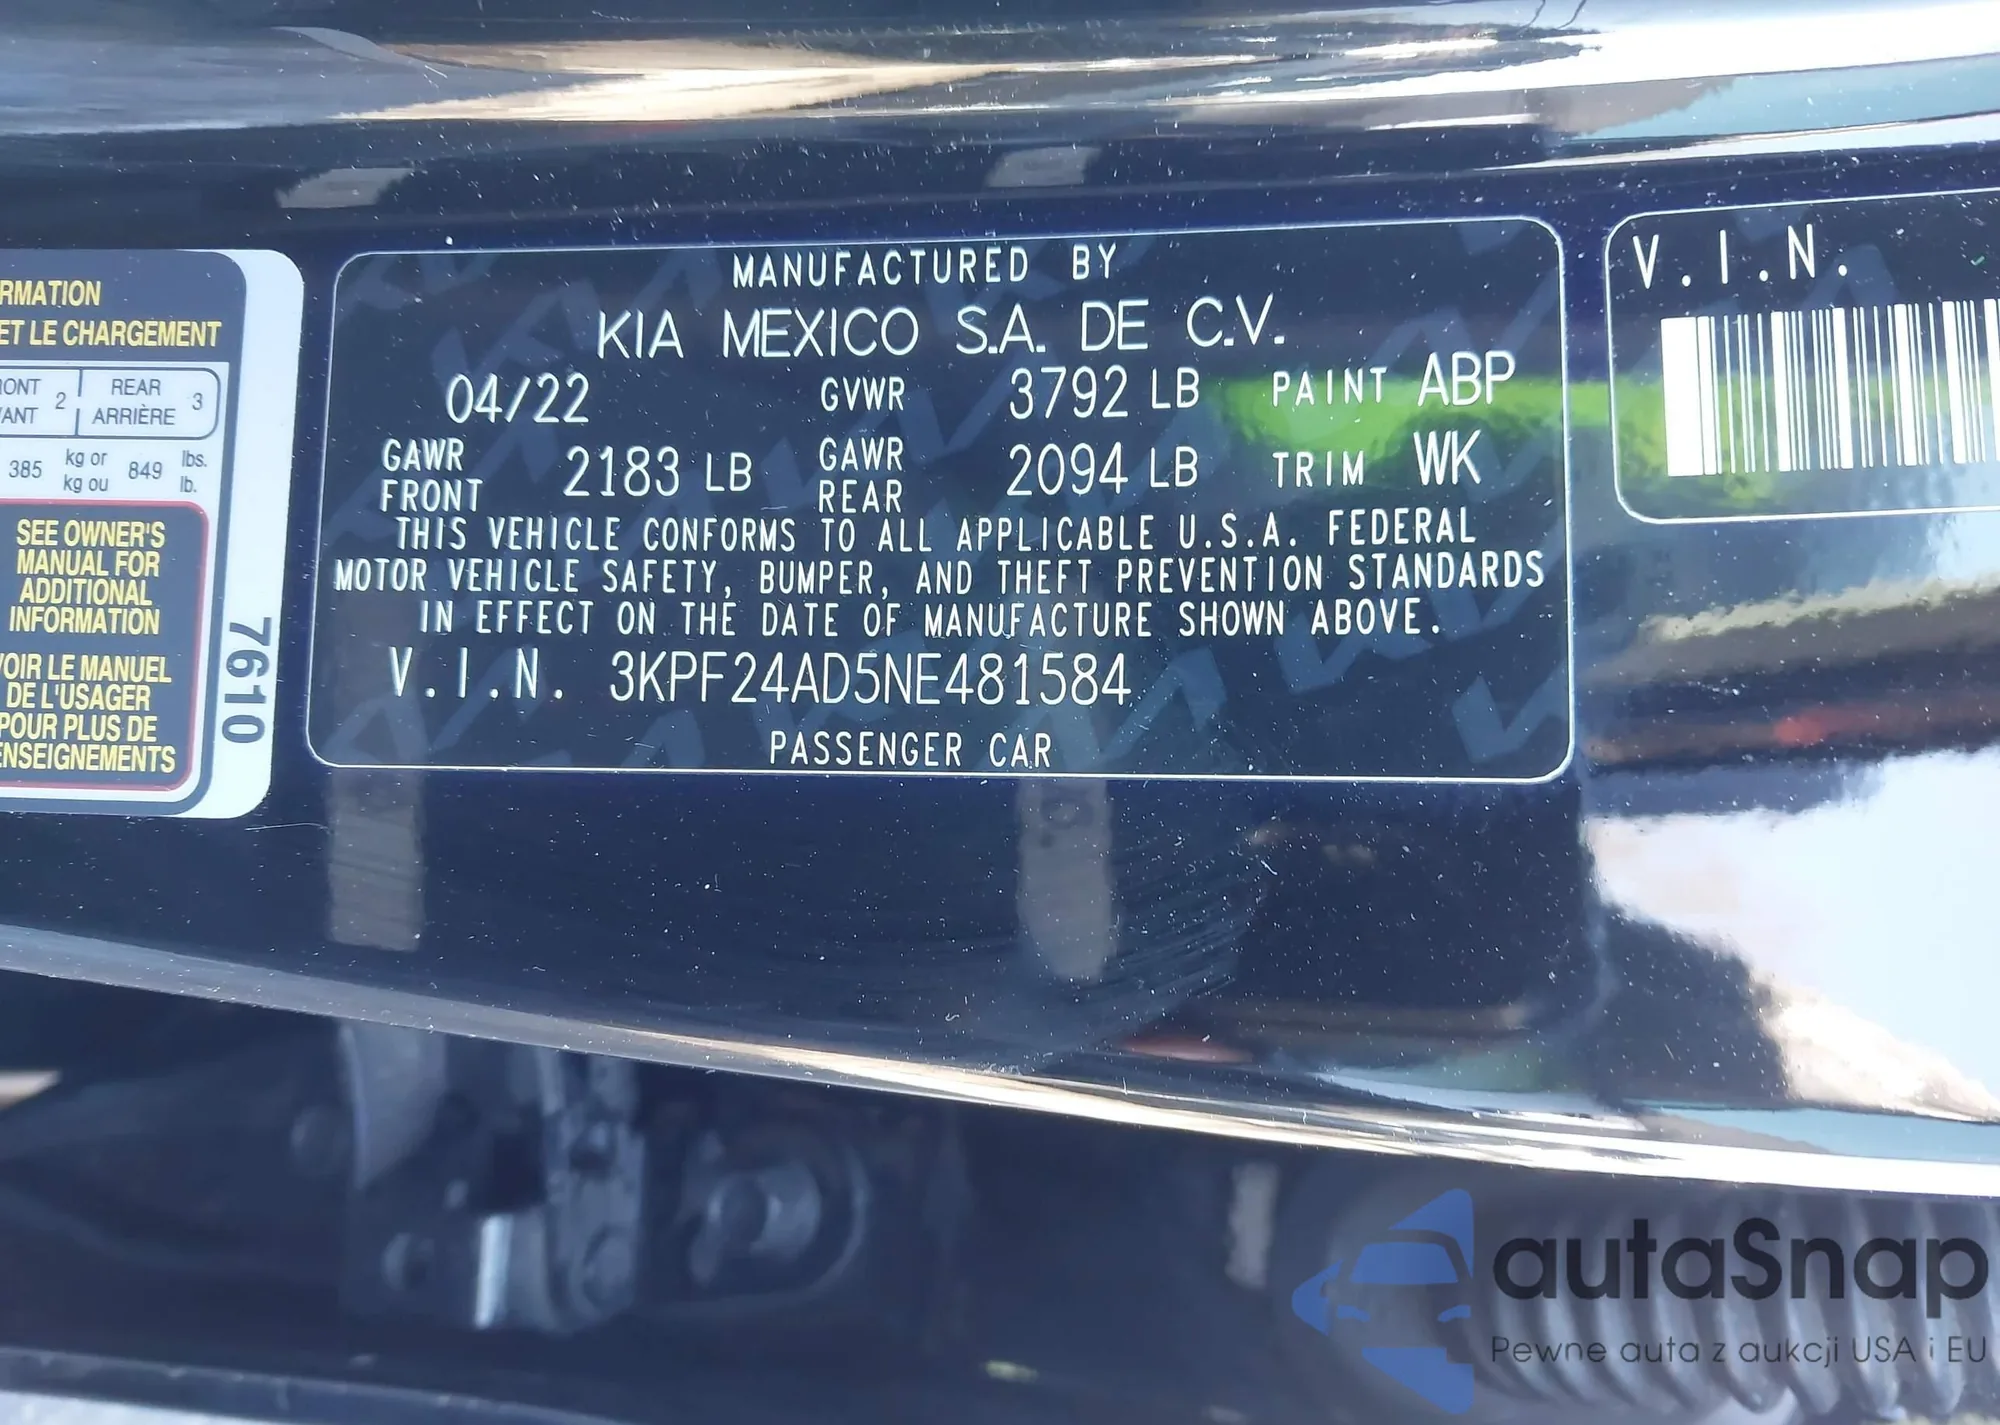 RMATION
ET LE CHARGEMENT
REAR
2
3
ARRIÈRE
385 kg or 849 lbs.
kg ou lb.
SEE OWNER'S
MANUAL FOR
ADDITIONAL
INFORMATION
VOIR LE MANUEL
DE L'USAGER
POUR PLUS DE
ENSEIGNEMENTS
7610
MANUFACTURED BY
KIA MEXICO S.A. DE C.V.
04/22 GVWR 3792 LB PAINT ABP
GAWR FRONT 2183 LB GAWR REAR 2094 LB TRIM WK
THIS VEHICLE CONFORMS TO ALL APPLICABLE U.S.A. FEDERAL
MOTOR VEHICLE SAFETY, BUMPER, AND THEFT PREVENTION STANDARDS
IN EFFECT ON THE DATE OF MANUFACTURE SHOWN ABOVE.
V.I.N. 3KPF24AD5NE481584
PASSENGER CAR
V.I.N.
autaSnap
Pewne auta z aukcji USA i EU